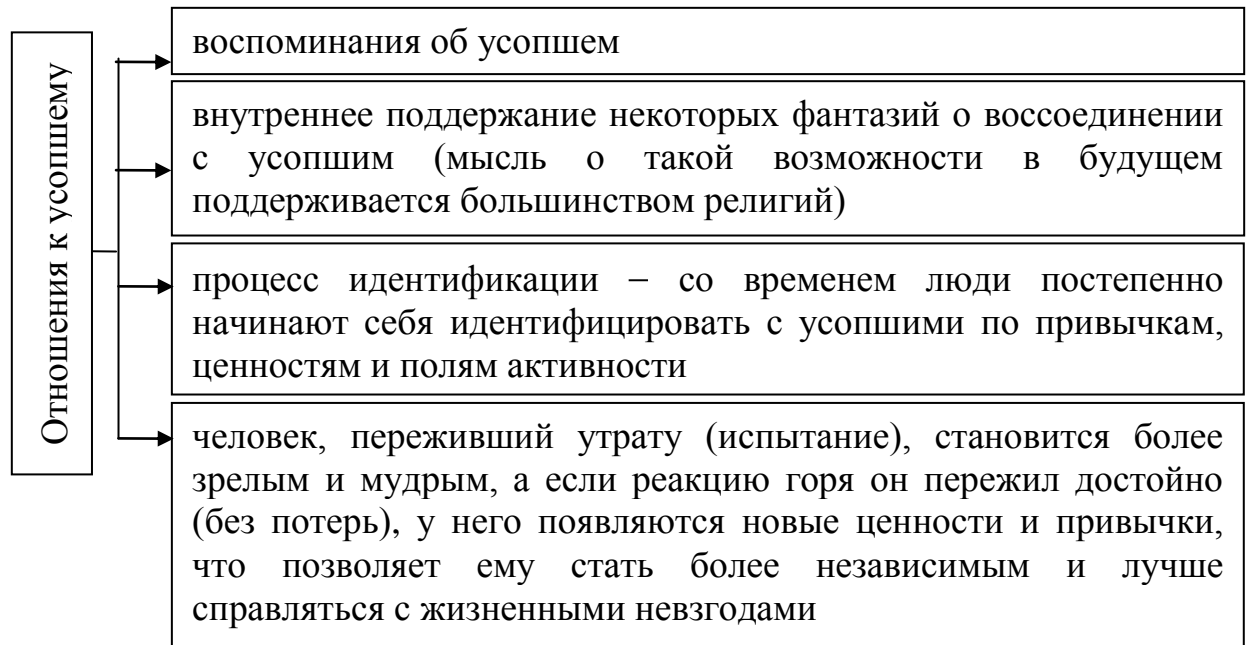 Отношения к усопшему
воспоминания об усопшем
внутреннее поддержание некоторых фантазий о воссоединении
с усопшим (мысль о такой возможности в будущем
поддерживается большинством религий)
процесс идентификации – со временем люди постепенно
начинают себя идентифицировать с усопшими по привычкам,
ценностям и полям активности
человек, переживший утрату (испытание), становится более
зрелым и мудрым, а если реакцию горя он пережил достойно
(без потерь), у него появляются новые ценности и привычки,
что позволяет ему стать более независимым и лучше
справляться с жизненными невзгодами